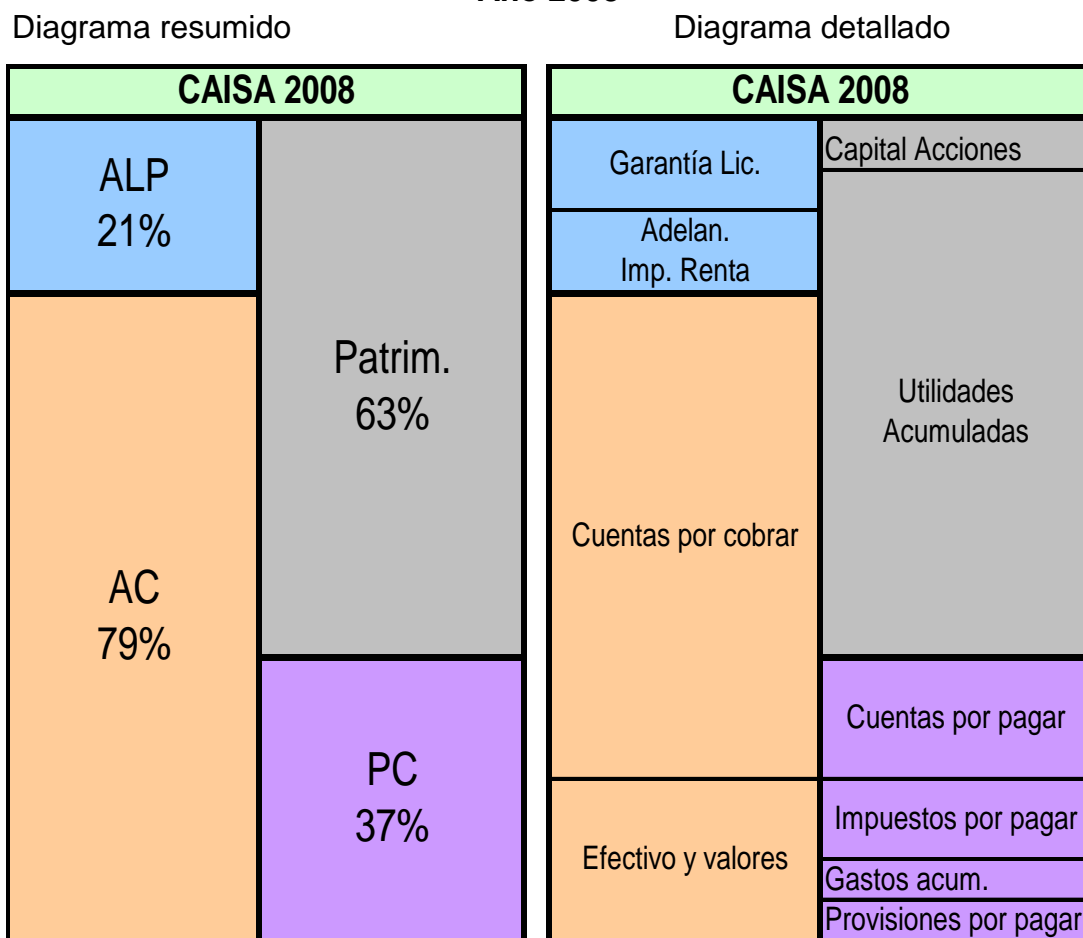 Diagrama resumido
Diagrama detallado
CAISA 2008
ALP
21%
Patrim.
63%
AC
79%
PC
37%
CAISA 2008
Garantía Lic.
Capital Acciones
Adelan.
Imp. Renta
Utilidades
Acumuladas
Cuentas por cobrar
Cuentas por pagar
Efectivo y valores
Impuestos por pagar
Gastos acum.
Provisiones por pagar